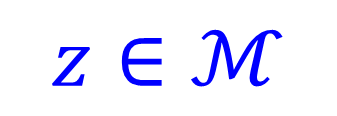 z ∈ ℳ